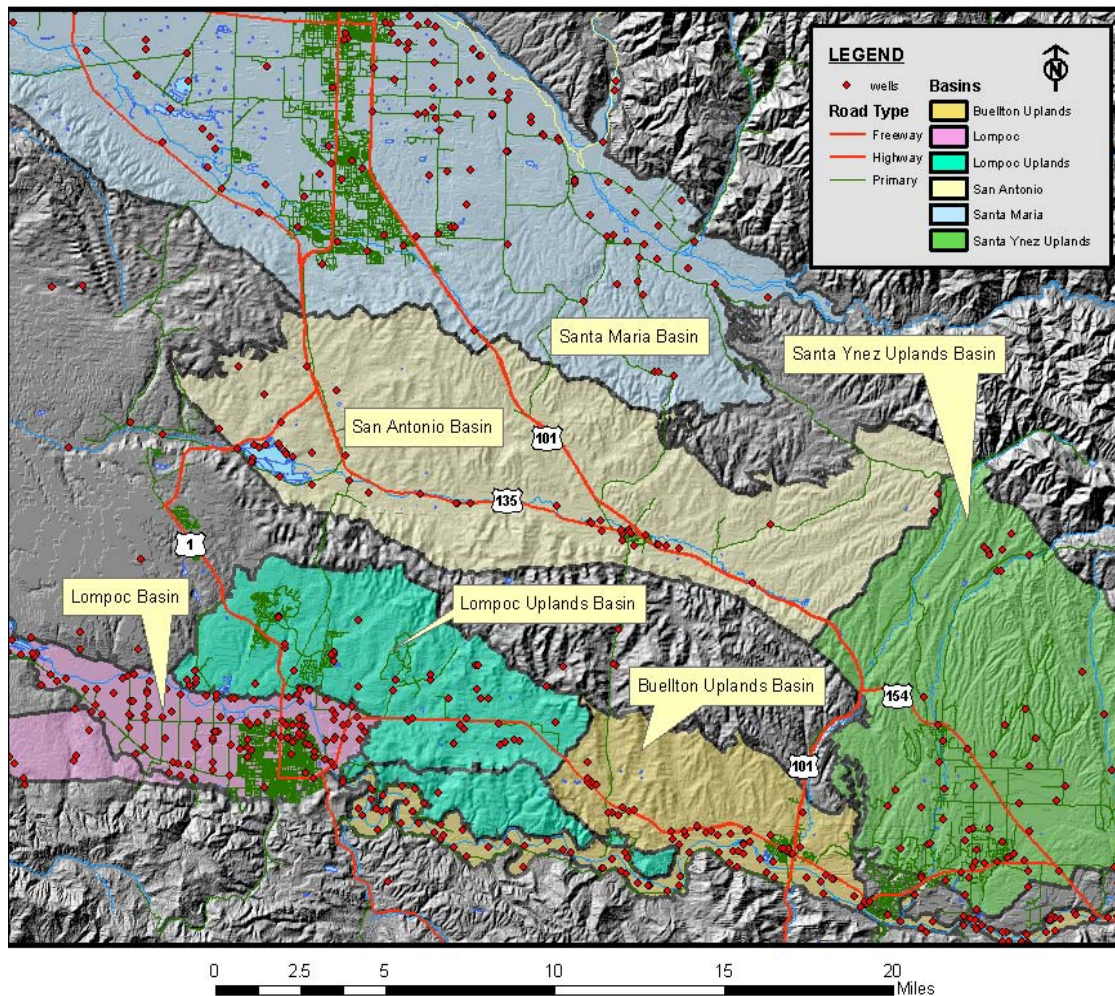 LEGEND
N
wells
Road Type
Freeway
Highway
Primary
Basins
Buellton Uplands
Lompoc
Lompoc Uplands
San Antonio
Santa Maria
Santa Ynez Uplands
Santa Maria Basin
Santa Ynez Uplands Basin
San Antonio Basin
101
135
1
Lompoc Basin
Lompoc Uplands Basin
Buellton Uplands Basin
154
101
0 2.5 5 10 15 20
Miles